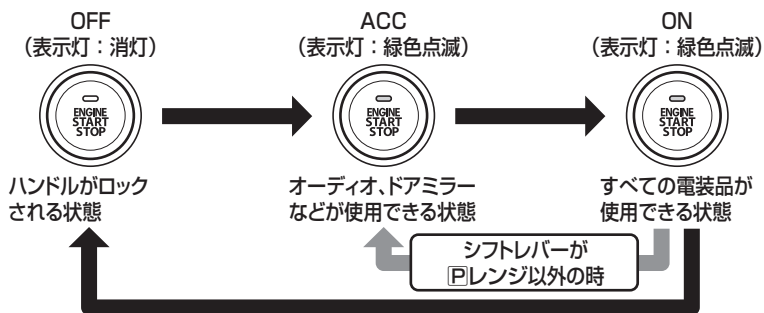 OFF
(表示灯：消灯)
ACC
(表示灯：緑色点滅)
ON
(表示灯：緑色点滅)
ENGINE
START
STOP
ENGINE
START
STOP
ENGINE
START
STOP
ハンドルがロック
される状態
オーディオ、ドアミラー
などが使用できる状態
すべての電装品が
使用できる状態
シフトレバーが
Pレンジ以外の時